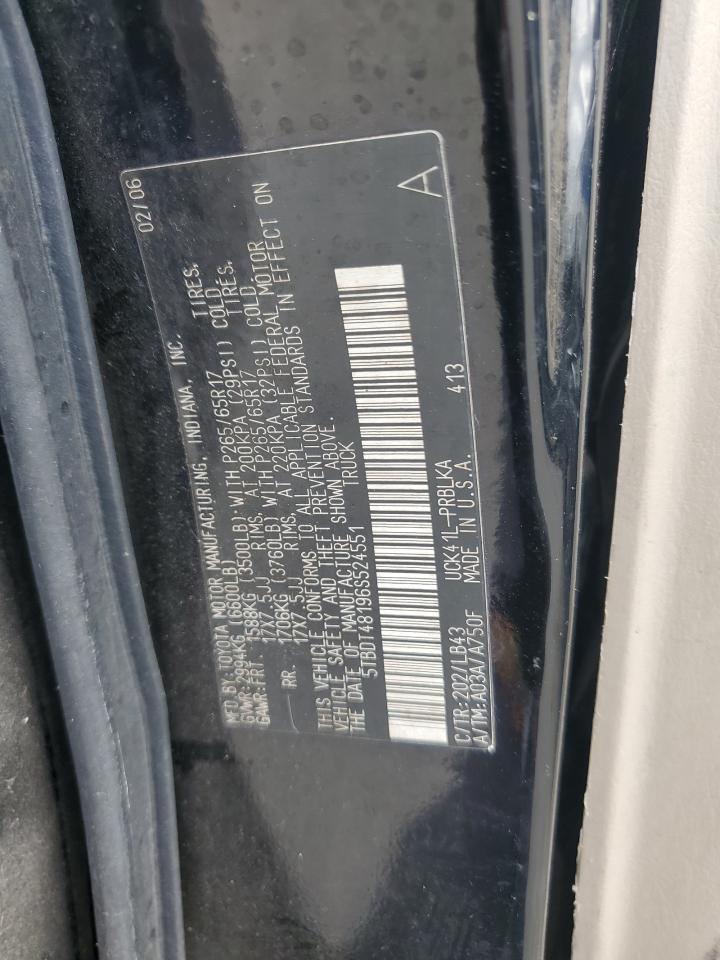 MFD BY: TOYOTA MOTOR MANUFACTURING, INDIANA, INC. 02/06
GVWR: 2994KG (6600LB)
GAWR: FRT. 1588KG (3500LB) WITH P265/65R17 TIRES.
17X7.5JJ RIMS, AT 200KPA (29PSI) COLD
RR. 1706KG (3760LB) WITH P265/65R17 TIRES.
17X7.5JJ RIMS, AT 220KPA (32PSI) COLD
THIS VEHICLE CONFORMS TO ALL APPLICABLE FEDERAL MOTOR
VEHICLE SAFETY AND THEFT PREVENTION STANDARDS IN EFFECT ON
THE DATE OF MANUFACTURE SHOWN ABOVE.
5TBDT48196S524551 TRUCK
C/TR: 202/LB43 UCK41L-PRBLKA 413
A/TM: A03A/A750F MADE IN U.S.A.
A